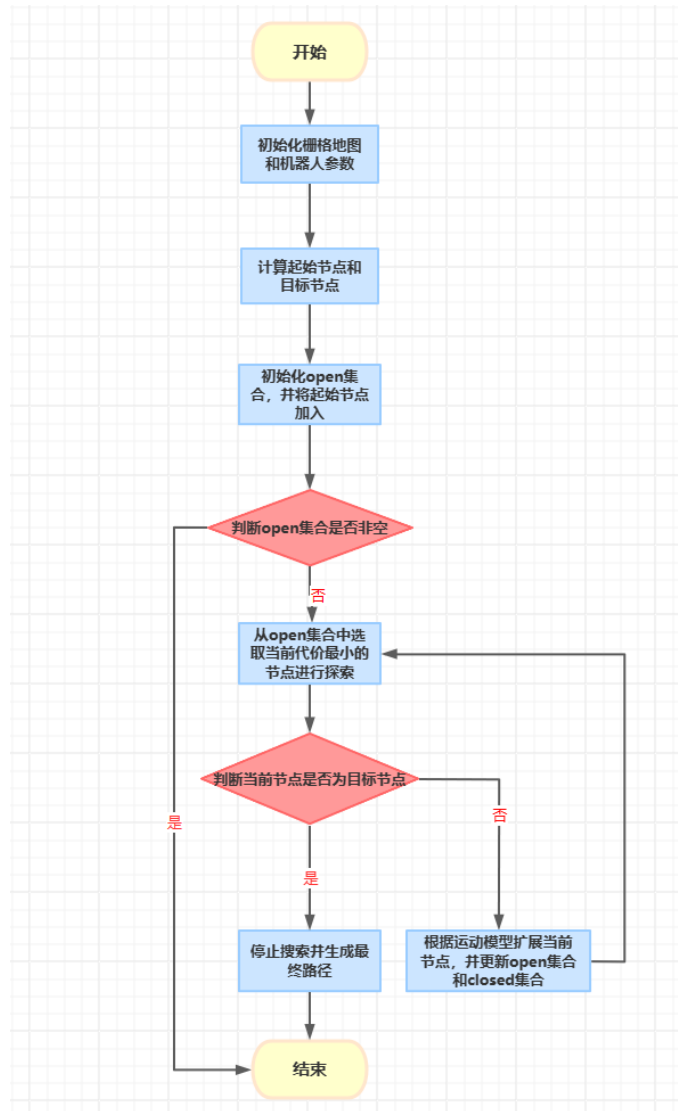 开始
初始化栅格地图
和机器人参数
计算起始节点和
目标节点
初始化open集
合，并将起始节点
加入
判断open集合是否非空
否
从open集合中选
取当前代价最小的
节点进行探索
判断当前节点是否为目标节点
否
是
是
停止搜索并生成最
终路径
根据运动模型扩展当前
节点，并更新open集合
和closed集合
结束